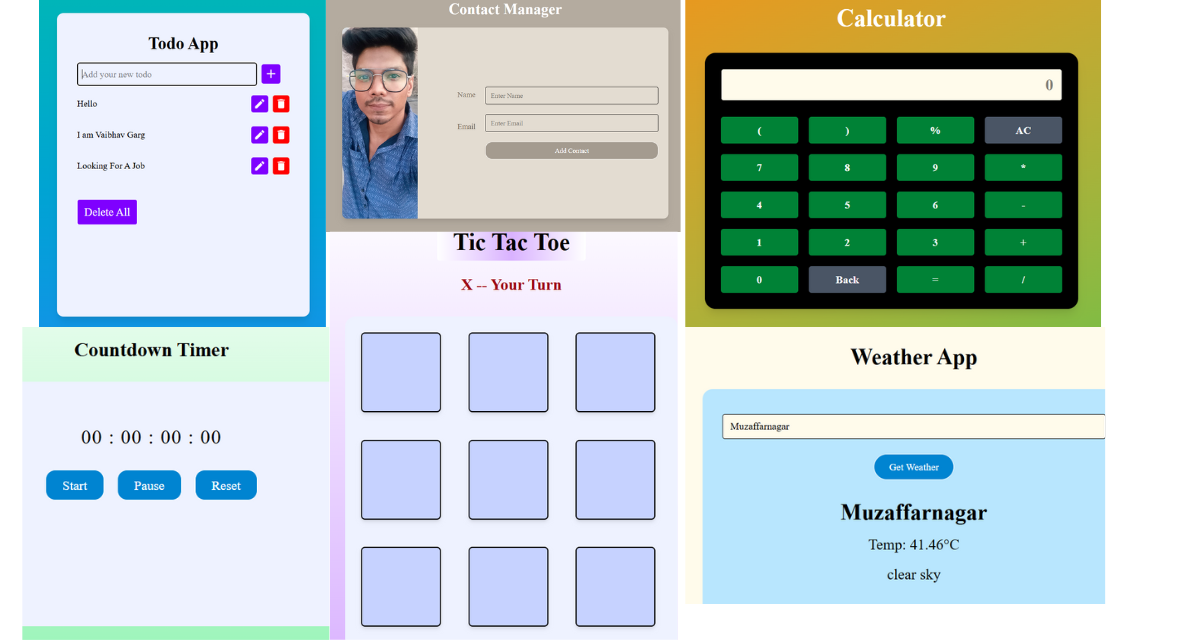 Todo App
Add your new todo
+
Hello
I am Vaibhav Garg
Looking For A Job
Delete All
Contact Manager
Name
Enter Name
Email
Enter Email
Add Contact
Calculator
0
( ) % AC
7 8 9 *
4 5 6 -
1 2 3 +
0 Back = /
Countdown Timer
00 : 00 : 00 : 00
Start Pause Reset
Tic Tac Toe
X -- Your Turn
Weather App
Muzaffarnagar
Get Weather
Muzaffarnagar
Temp: 41.46°C
clear sky